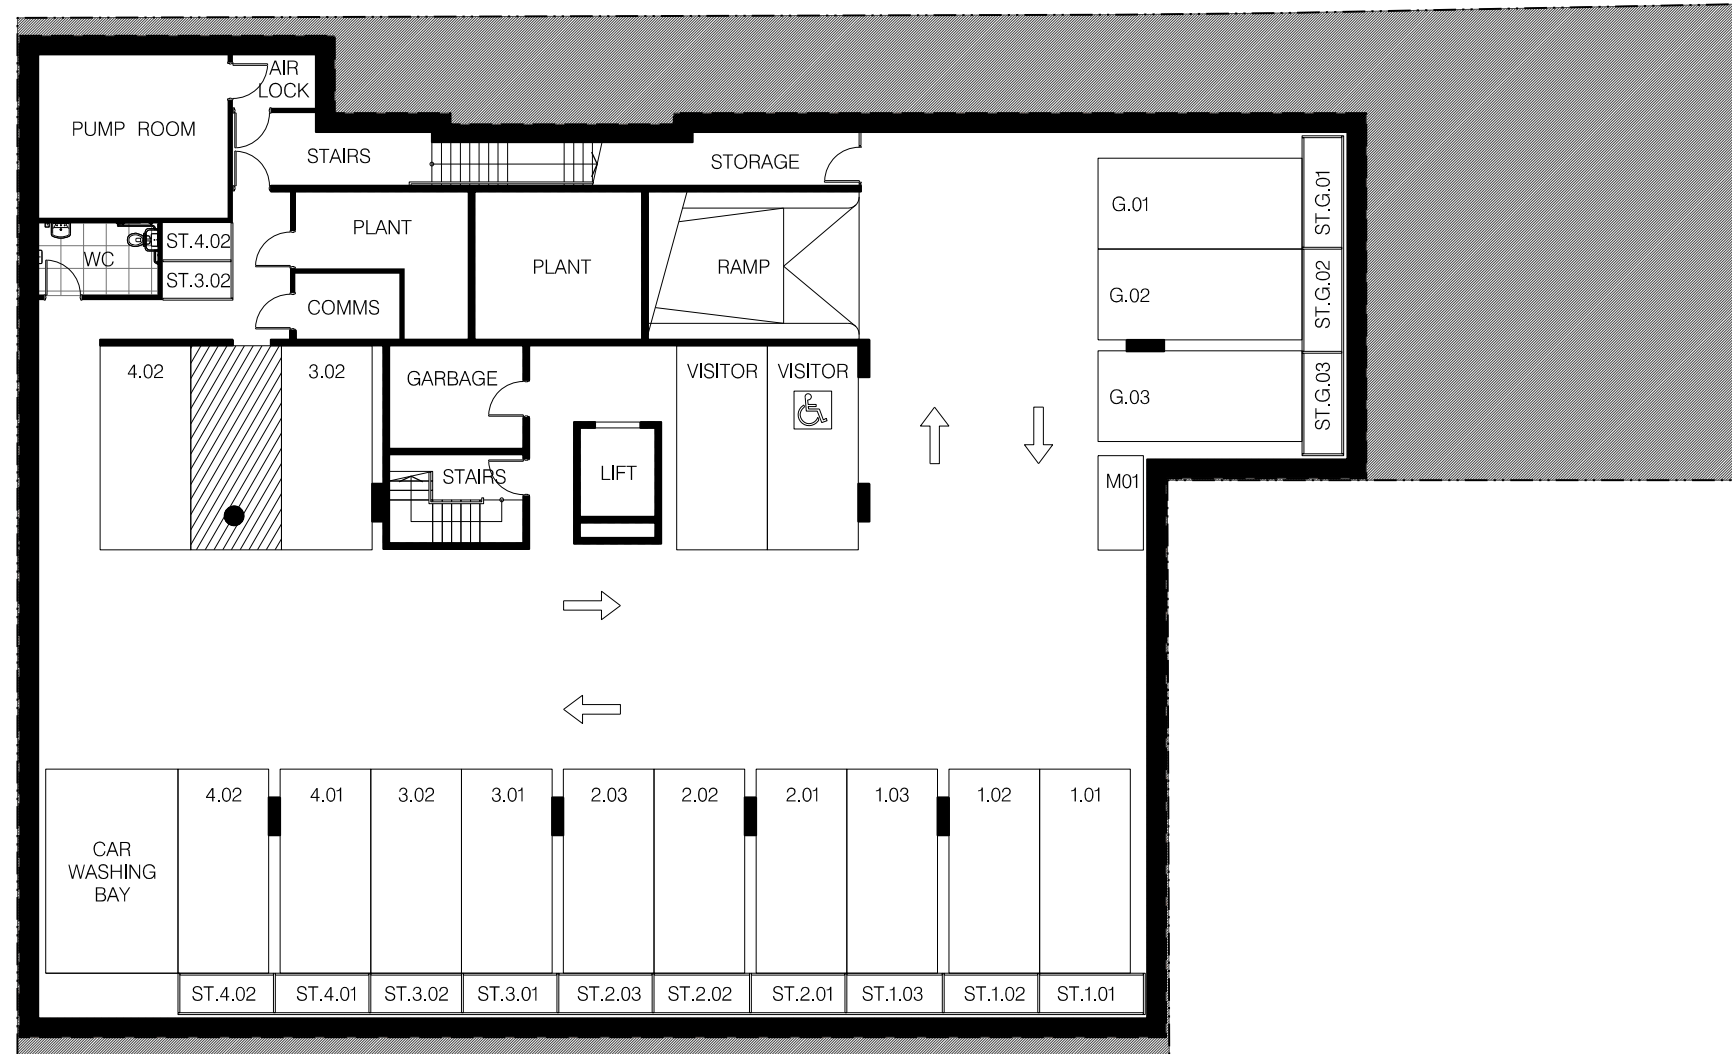 AIR
LOCK
PUMP ROOM
STAIRS
STORAGE
G.01
ST.G.01
ST.4.02
PLANT
WC
ST.3.02
PLANT
RAMP
G.02
ST.G.02
COMMS
4.02
3.02
GARBAGE
VISITOR
VISITOR
G.03
ST.G.03
STAIRS
LIFT
M01
4.02
4.01
3.02
3.01
2.03
2.02
2.01
1.03
1.02
1.01
CAR
WASHING
BAY
ST.4.02
ST.4.01
ST.3.02
ST.3.01
ST.2.03
ST.2.02
ST.2.01
ST.1.03
ST.1.02
ST.1.01